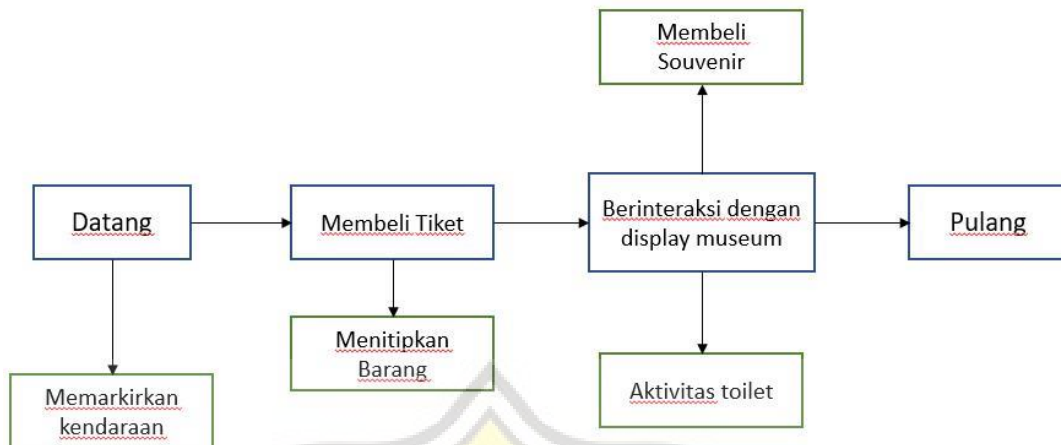 Membeli
Souvenir
Datang
Membeli Tiket
Berinteraksi dengan
display museum
Pulang
Menitipkan
Barang
Aktivitas toilet
Memarkirkan
kendaraan